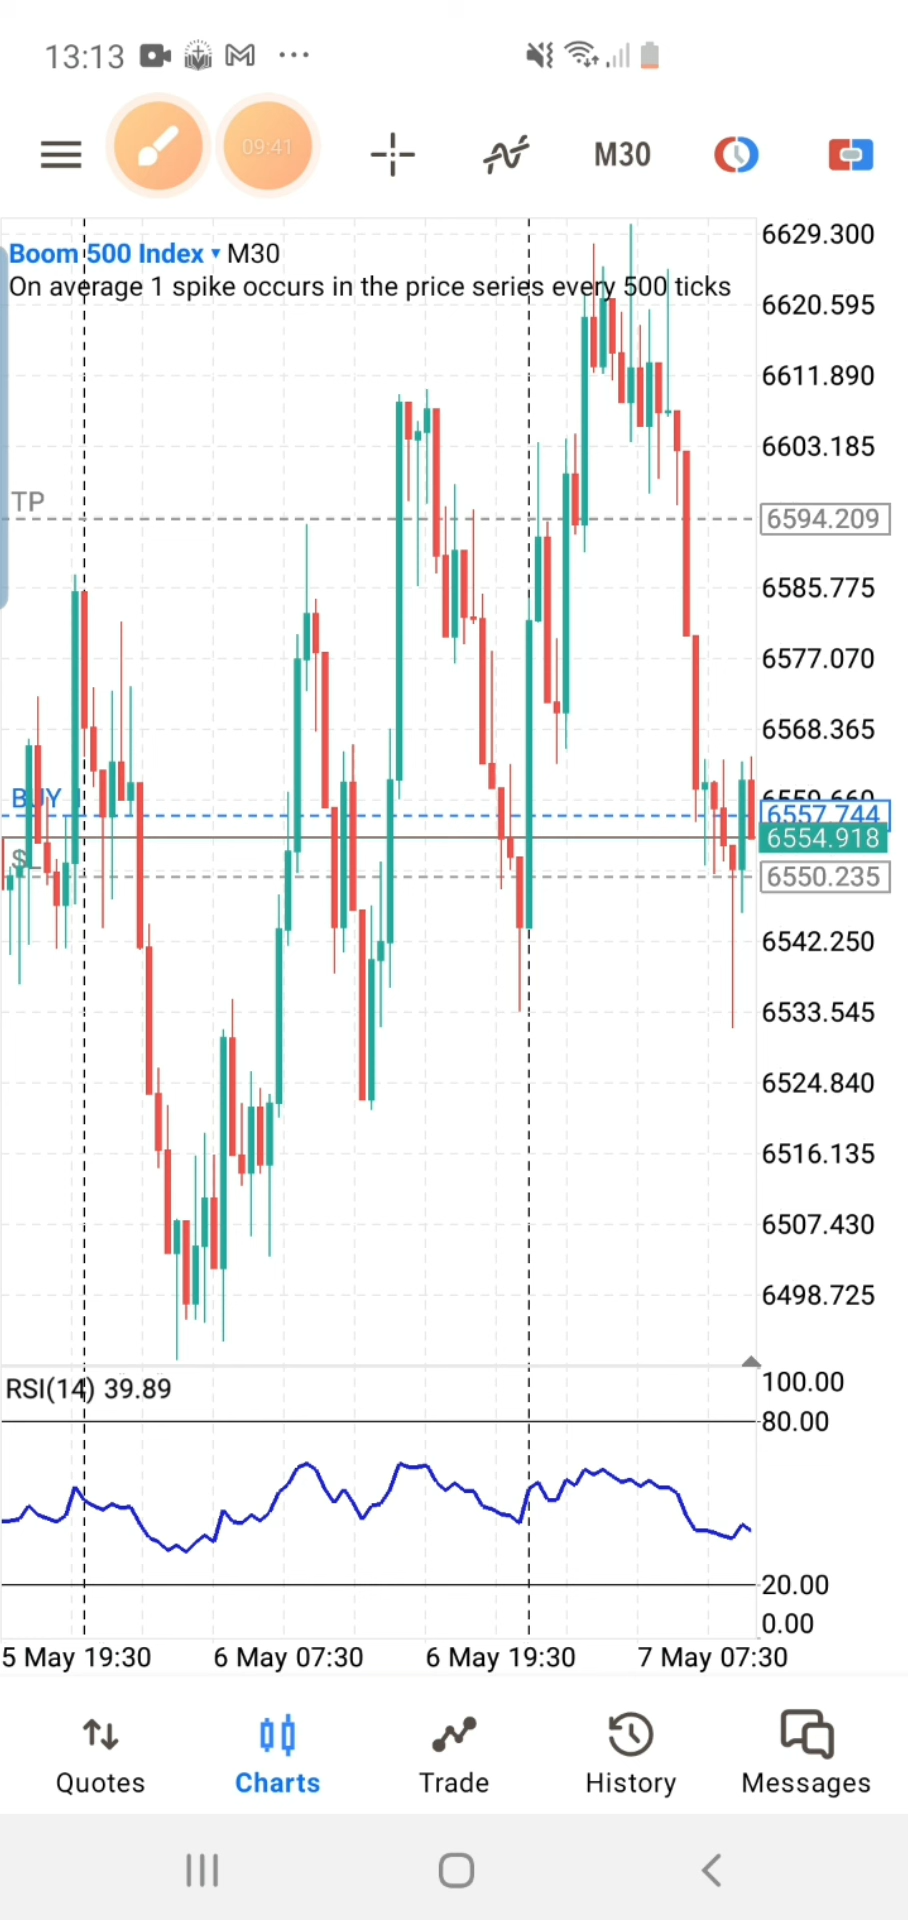 13:13
09:41
M30
Boom 500 Index ▾ M30
On average 1 spike occurs in the price series every 500 ticks
6629.300
6620.595
6611.890
6603.185
TP
6594.209
6585.775
6577.070
6568.365
6559.660
BUY 1
6557.744
6554.918
SL
6550.235
6542.250
6533.545
6524.840
6516.135
6507.430
6498.725
RSI(14) 39.89
100.00
80.00
20.00
0.00
5 May 19:30 6 May 07:30 6 May 19:30 7 May 07:30
Quotes Charts Trade History Messages